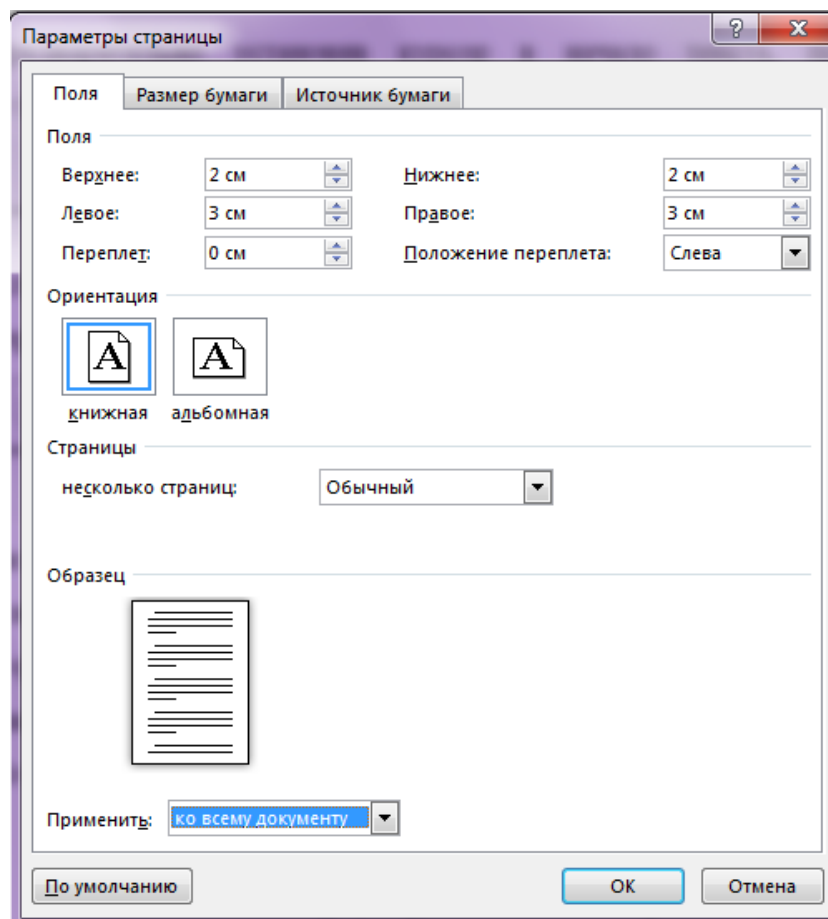 Параметры страницы
Поля Размер бумаги Источник бумаги
Поля
Верхнее: 2 см Нижнее: 2 см
Левое: 3 см Правое: 3 см
Переплет: 0 см Положение переплета: Слева
Ориентация
A A
книжная альбомная
Страницы
несколько страниц: Обычный
Образец
Применить: ко всему документу
По умолчанию ОК Отмена